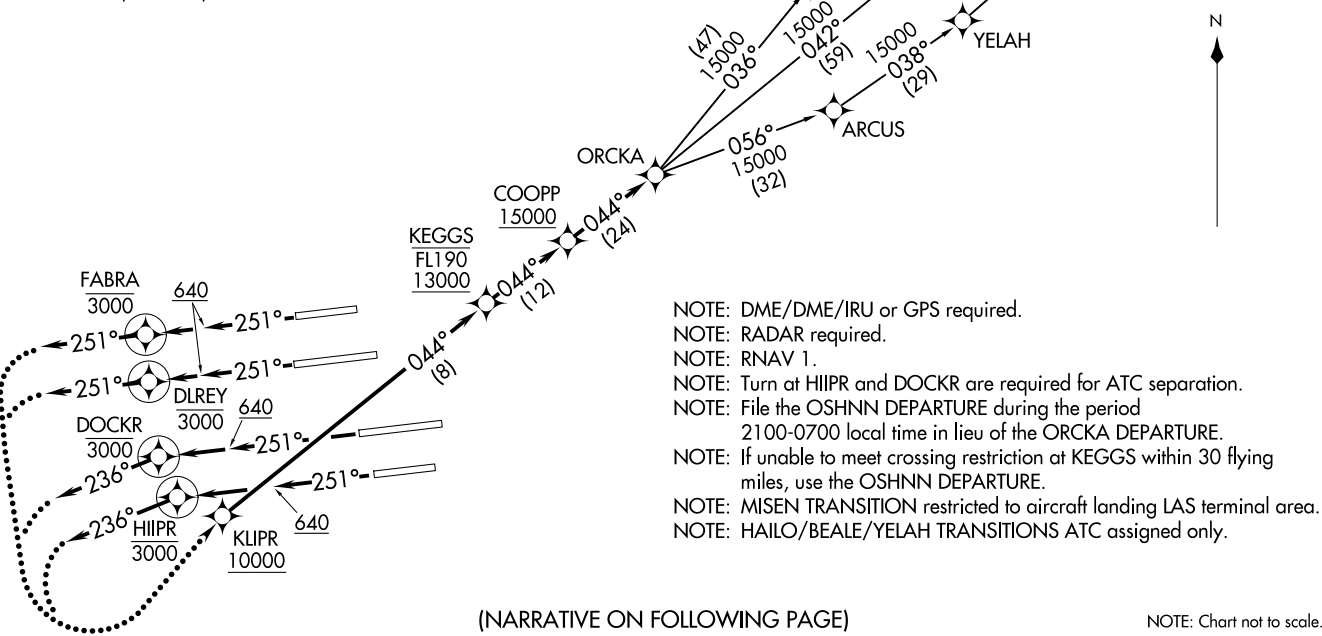 (47)
15000
036°
15000
042°
(59)
15000
038°
(29)
YELAH
N
ARCUS
056°
15000
(32)
ORCKA
COOPP
15000
044°
(24)
KEGGS
FL190
13000
044°
(12)
044°
(8)
FABRA
3000
640
251°
251°
251°
251°
DLREY
3000
DOCKR
3000
640
251°
236°
251°
236°
HIIPR
3000
640
KLIPR
10000
NOTE: DME/DME/IRU or GPS required.
NOTE: RADAR required.
NOTE: RNAV 1.
NOTE: Turn at HIIPR and DOCKR are required for ATC separation.
NOTE: File the OSHNN DEPARTURE during the period
2100-0700 local time in lieu of the ORCKA DEPARTURE.
NOTE: If unable to meet crossing restriction at KEGGS within 30 flying
miles, use the OSHNN DEPARTURE.
NOTE: MISEN TRANSITION restricted to aircraft landing LAS terminal area.
NOTE: HAILO/BEALE/YELAH TRANSITIONS ATC assigned only.
(NARRATIVE ON FOLLOWING PAGE)
NOTE: Chart not to scale.